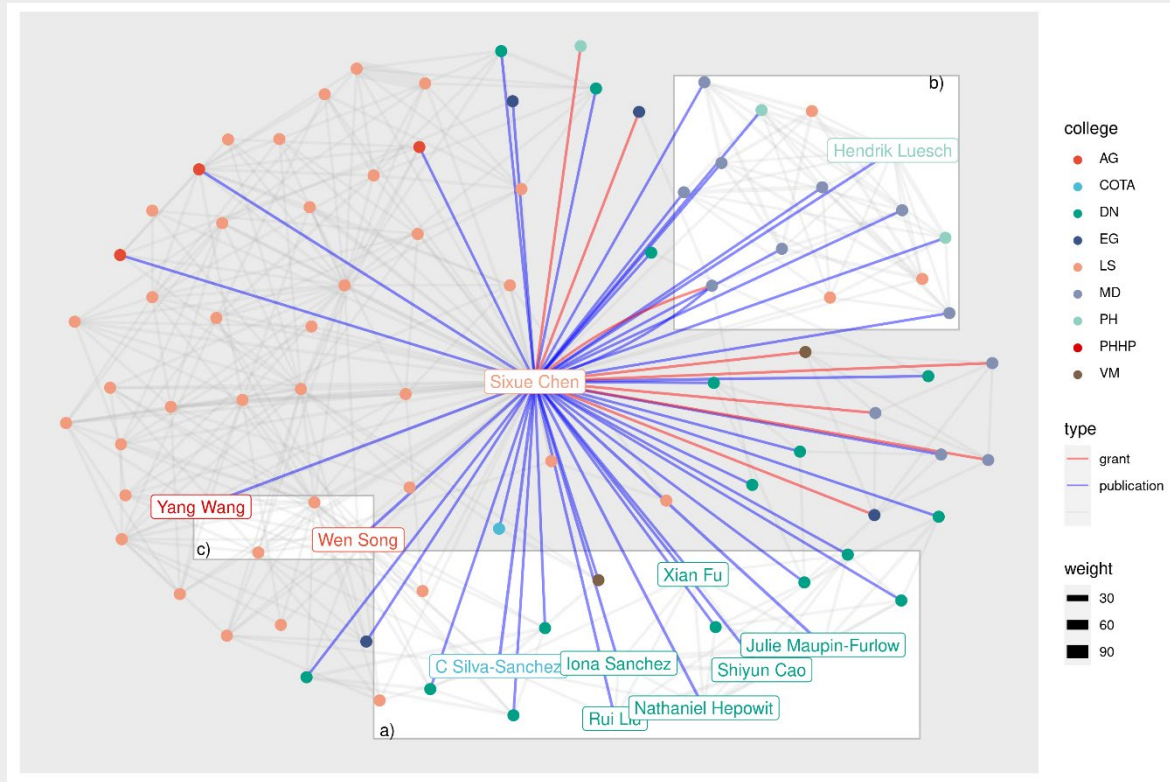 b)
Hendrik Luesch
Sixue Chen
Yang Wang
Wen Song
c)
Xian Fu
Julie Maupin-Furlow
C Silva-Sanchez
Iona Sanchez
Shiyun Cao
Nathaniel Hepowit
Rui Liu
a)
college
AG
COTA
DN
EG
LS
MD
PH
PHHP
VM
type
grant
publication
weight
30
60
90